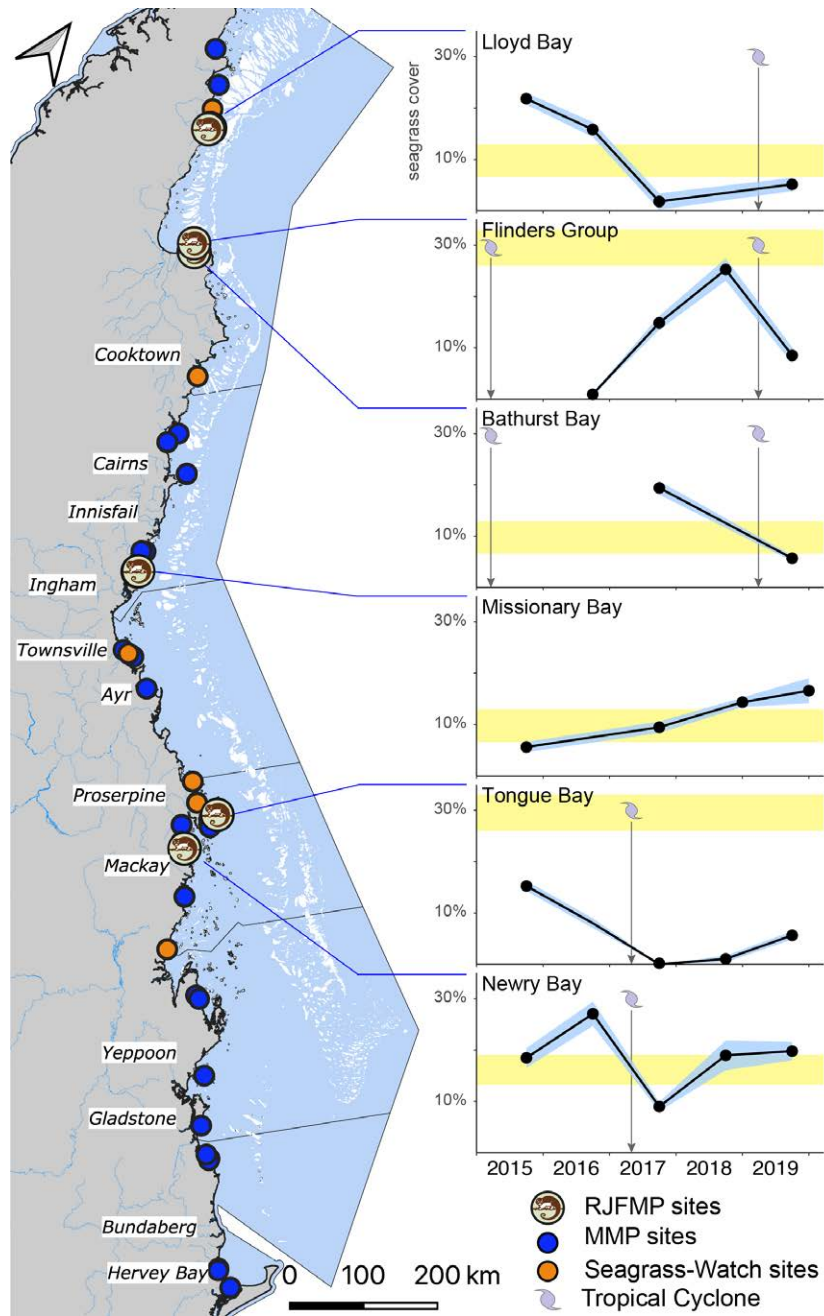 Cooktown
Cairns
Innisfail
Ingham
Townsville
Ayr
Proserpine
Mackay
Yeppoon
Gladstone
Bundaberg
Hervey Bay
0 100 200 km
seagrass cover
Lloyd Bay
30%
10%
Flinders Group
30%
10%
Bathurst Bay
30%
10%
Missionary Bay
30%
10%
Tongue Bay
30%
10%
Newry Bay
30%
10%
2015 2016 2017 2018 2019
RJFMP sites
MMP sites
Seagrass-Watch sites
Tropical Cyclone